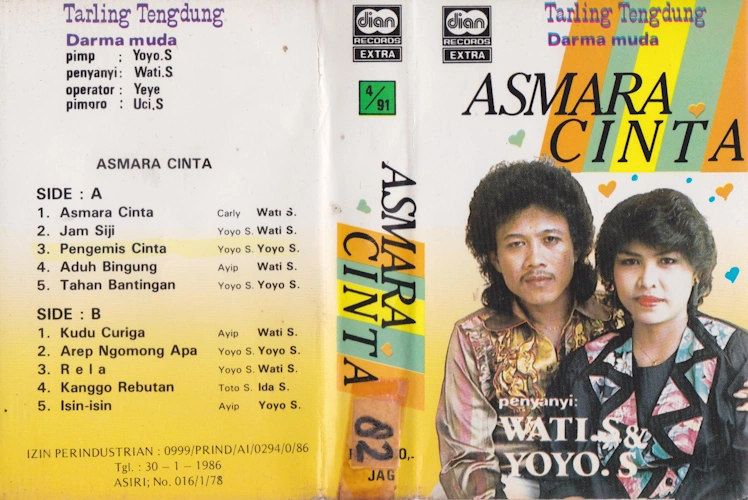 Tarling Tengdung
Darma muda
pimp : Yoyo.S
penyanyi: Wati.S
operator : Yeye
pimoro : Uci,S
ASMARA CINTA
SIDE : A
1. Asmara Cinta Carly Wati S.
2. Jam Siji Yoyo S. Wati S.
3. Pengemis Cinta Yoyo S. Yoyo S.
4. Aduh Bingung Ayip Wati S.
5. Tahan Bantingan Yoyo S. Yoyo S.
SIDE : B
1. Kudu Curiga Ayip Wati S.
2. Arep Ngomong Apa Yoyo S. Yoyo S.
3. R e l a Yoyo S. Wati S.
4. Kanggo Rebutan Toto S. Ida S.
5. Isin-isin Ayip Yoyo S.
IZIN PERINDUSTRIAN : 0999/PRIND/AI/0294/0/86
Tgl. : 30 - 1 - 1986
ASIRI; No. 016/1/78
dian
RECORDS
EXTRA
4/91
ASMARA
CINTA
82
JAG
dian
RECORDS
EXTRA
Tarling Tengdung
Darma muda
ASMARA
CINTA
penyanyi:
WATI.S &
YOYO.S